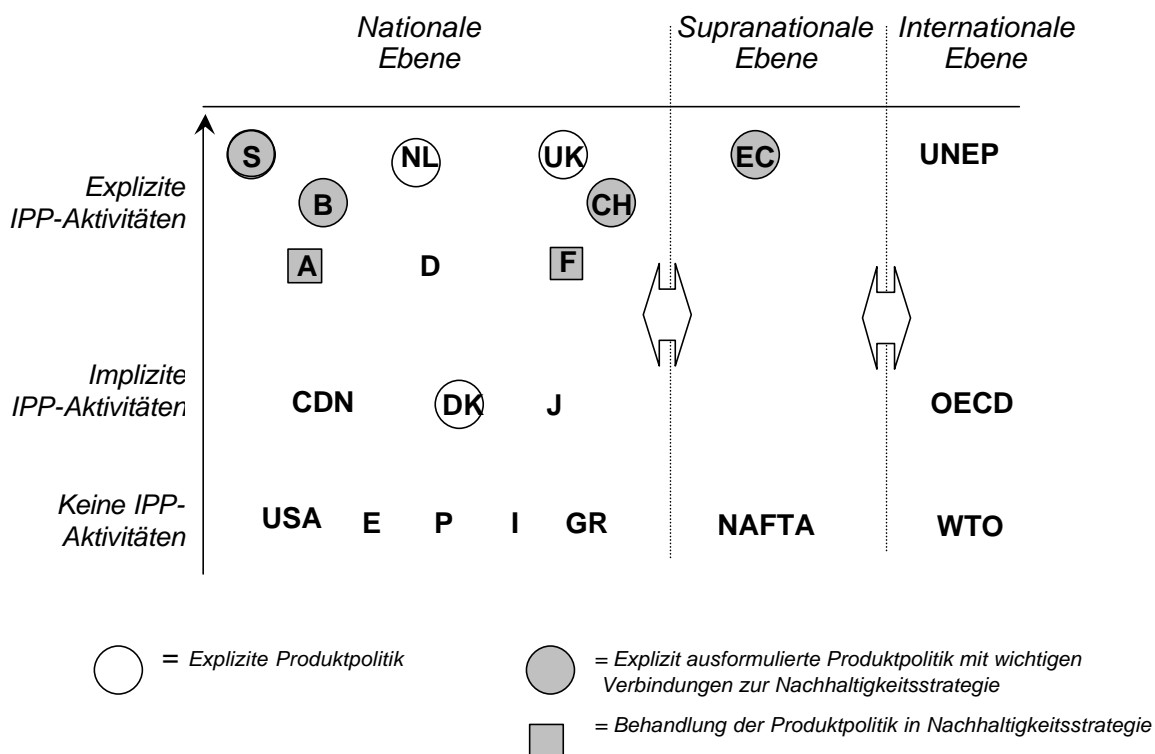 Nationale Ebene
Supranationale Ebene
Internationale Ebene
Explizite
IPP-Aktivitäten
S
NL
UK
EC
UNEP
B
CH
A
D
F
Implizite
IPP-Aktivitäten
CDN
DK
J
OECD
Keine IPP-
Aktivitäten
USA
E
P
I
GR
NAFTA
WTO
= Explizite Produktpolitik
= Explizit ausformulierte Produktpolitik mit wichtigen
Verbindungen zur Nachhaltigkeitsstrategie
= Behandlung der Produktpolitik in Nachhaltigkeitsstrategie